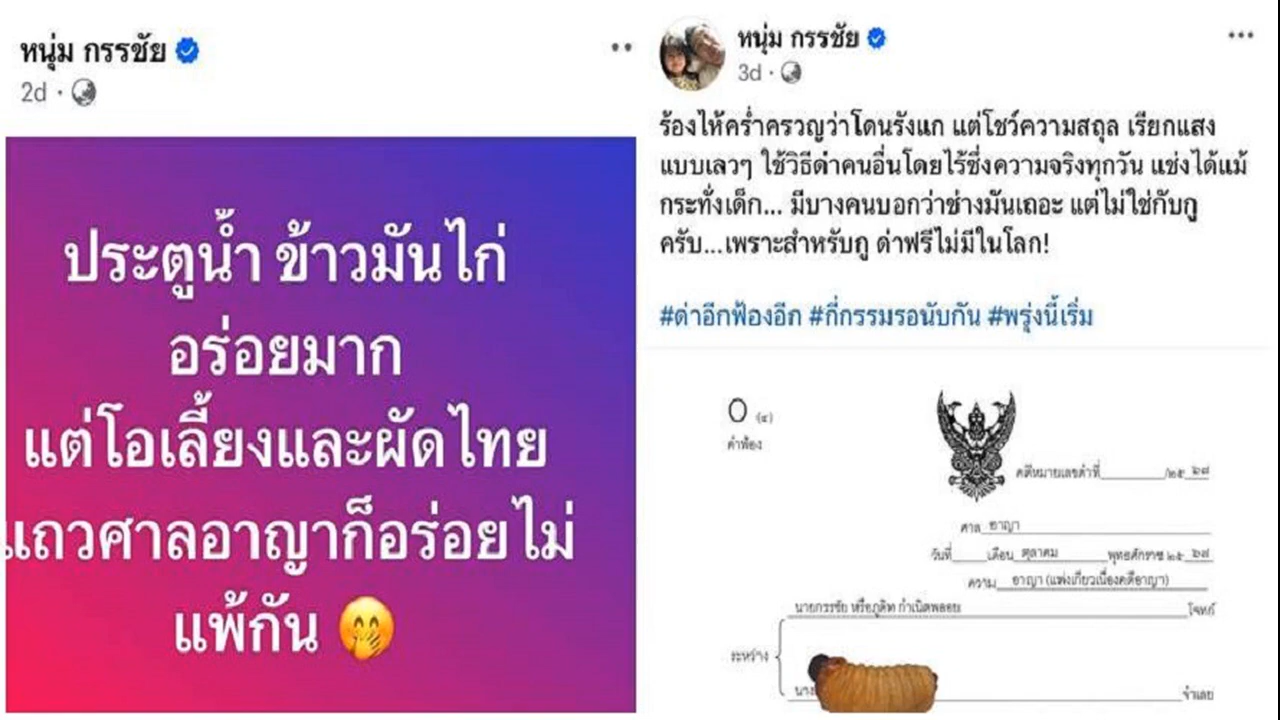 หนุ่ม กรรชัย
2d ·
ประตูน้ำ ข้าวมันไก่
อร่อยมาก
แต่โอเลี้ยงและผัดไทย
แถวศาลอาญาก็อร่อยไม่
แพ้กัน 🤭
หนุ่ม กรรชัย
3d ·
ร้องไห้คร่ำครวญว่าโดนรังแก แต่โชว์ความสถุล เรียกแสง
แบบเลวๆ ใช้วิธีด่าคนอื่นโดยไร้ซึ่งความจริงทุกวัน แช่งได้แม้
กระทั่งเด็ก... มีบางคนบอกว่าช่างมันเถอะ แต่ไม่ใช่กับกู
ครับ...เพราะสำหรับกู ด่าฟรีไม่มีในโลก!
#ด่าอีกฟ้องอีก #กี่กรรมรอนับกัน #พรุ่งนี้เริ่ม
O (๔)
คำฟ้อง
คดีหมายเลขดำที่ /๒๕ ๖๘
ศาล อาญา
วันที่ เดือน ตุลาคม พุทธศักราช ๒๕ ๖๘
ความ อาญา (แพ่งเกี่ยวเนื่องคดีอาญา)
นายกรรชัย หรือภูดิท กำเนิดพลอย โจทก์
ระหว่าง
นาง จำเลย